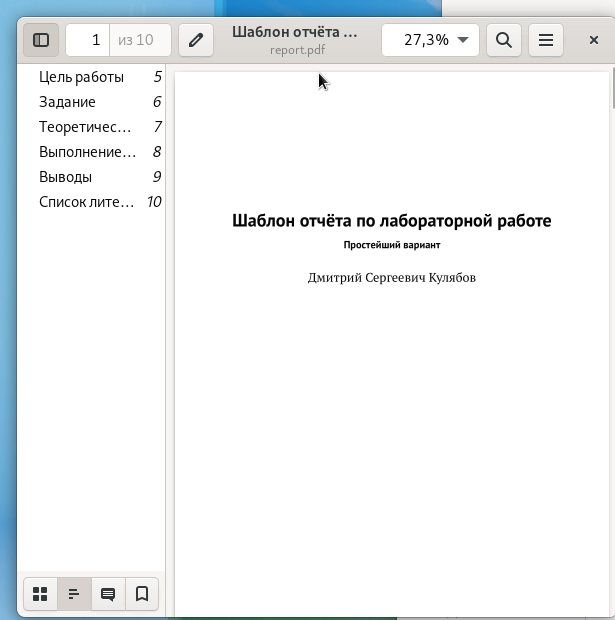 1 из 10
Шаблон отчёта ...
report.pdf
27,3%
Цель работы 5
Задание 6
Теоретичес... 7
Выполнение... 8
Выводы 9
Список лите... 10
Шаблон отчёта по лабораторной работе
Простейший вариант
Дмитрий Сергеевич Кулябов